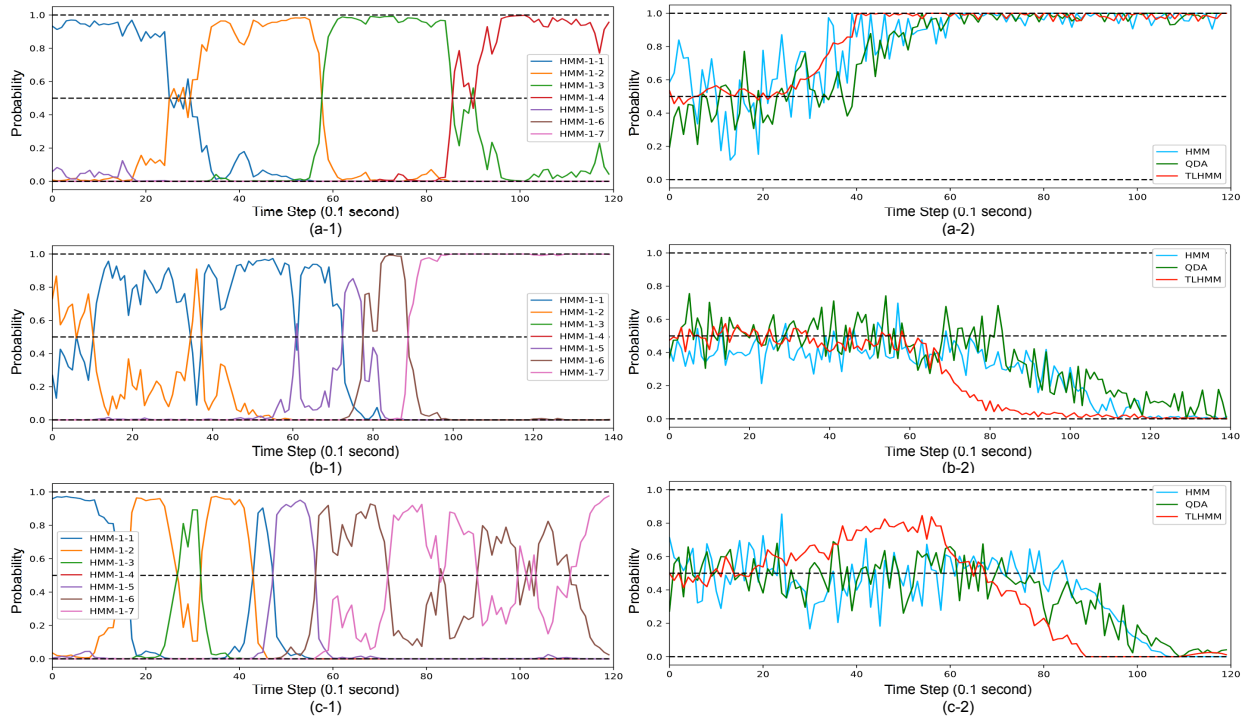 1.0
0.8
0.6
0.4
0.2
0.0
Probability
HMM-1-1
HMM-1-2
HMM-1-3
HMM-1-4
HMM-1-5
HMM-1-6
HMM-1-7
0 20 40 60 80 100 120
Time Step (0.1 second)
(a-1)
1.0
0.8
0.6
0.4
0.2
0.0
Probability
HMM
QDA
TLHMM
0 20 40 60 80 100 120
Time Step (0.1 second)
(a-2)
1.0
0.8
0.6
0.4
0.2
0.0
Probability
HMM-1-1
HMM-1-2
HMM-1-3
HMM-1-4
HMM-1-5
HMM-1-6
HMM-1-7
0 20 40 60 80 100 120 140
Time Step (0.1 second)
(b-1)
1.0
0.8
0.6
0.4
0.2
0.0
Probability
HMM
QDA
TLHMM
0 20 40 60 80 100 120 140
Time Step (0.1 second)
(b-2)
1.0
0.8
0.6
0.4
0.2
0.0
Probability
HMM-1-1
HMM-1-2
HMM-1-3
HMM-1-4
HMM-1-5
HMM-1-6
HMM-1-7
0 20 40 60 80 100 120
Time Step (0.1 second)
(c-1)
1.0
0.8
0.6
0.4
0.2
0.0
Probability
HMM
QDA
TLHMM
0 20 40 60 80 100 120
Time Step (0.1 second)
(c-2)